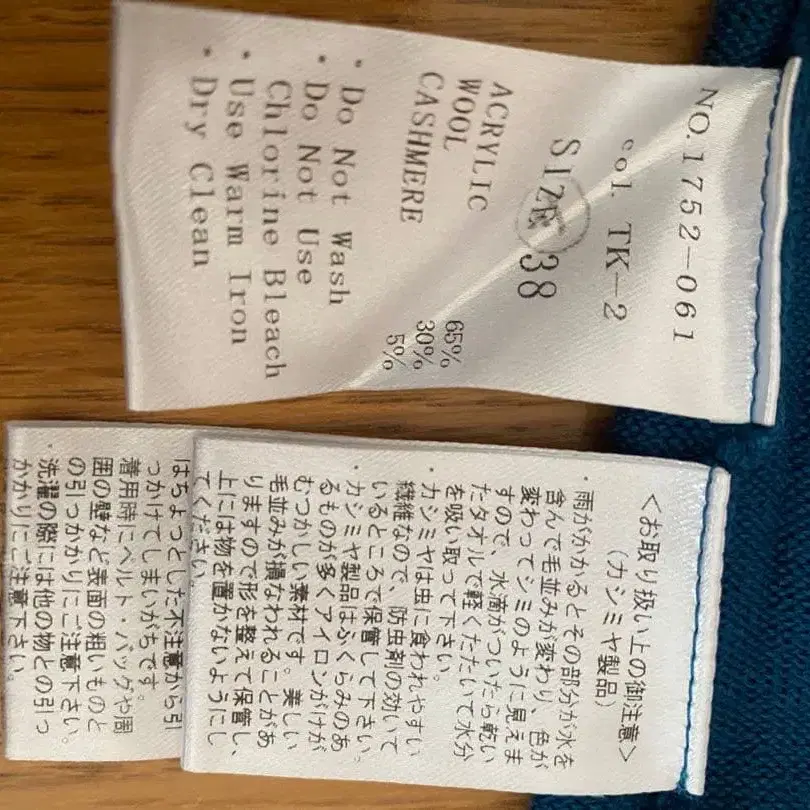 NO.1752-061
col. TK-2
SIZE 38
ACRYLIC 65%
WOOL 30%
CASHMERE 5%
・Do Not Wash
・Do Not Use
Chlorine Bleach
・Use Warm Iron
・Dry Clean
<お取り扱い上の御注意>
(カシミヤ製品)
・雨がかかるとその部分が水を
含んで毛並みが変わり、色が
変わってシミのように見えま
すので、水滴がついたら乾い
たタオルで軽くたたいて水分
を吸い取って下さい。
・カシミヤは虫に食われやすい
繊維なので、防虫剤の効いて
いるところで保管して下さい。
・カシミヤ製品はふくらみのあ
るものが多くアイロンがけが
むつかしい素材です。美しい
毛並みが損なわれることがあ
りますので形を整えて保管し、
上には物を置かないようにし
てください
はちょっとした不注意から引
っかけてしまいがちです。
着用時にベルト・バッグや周
囲の壁など表面の粗いものと
の引っかかりにご注意下さい。
・洗濯の際には他の物との引っ
かかりにご注意下さい。